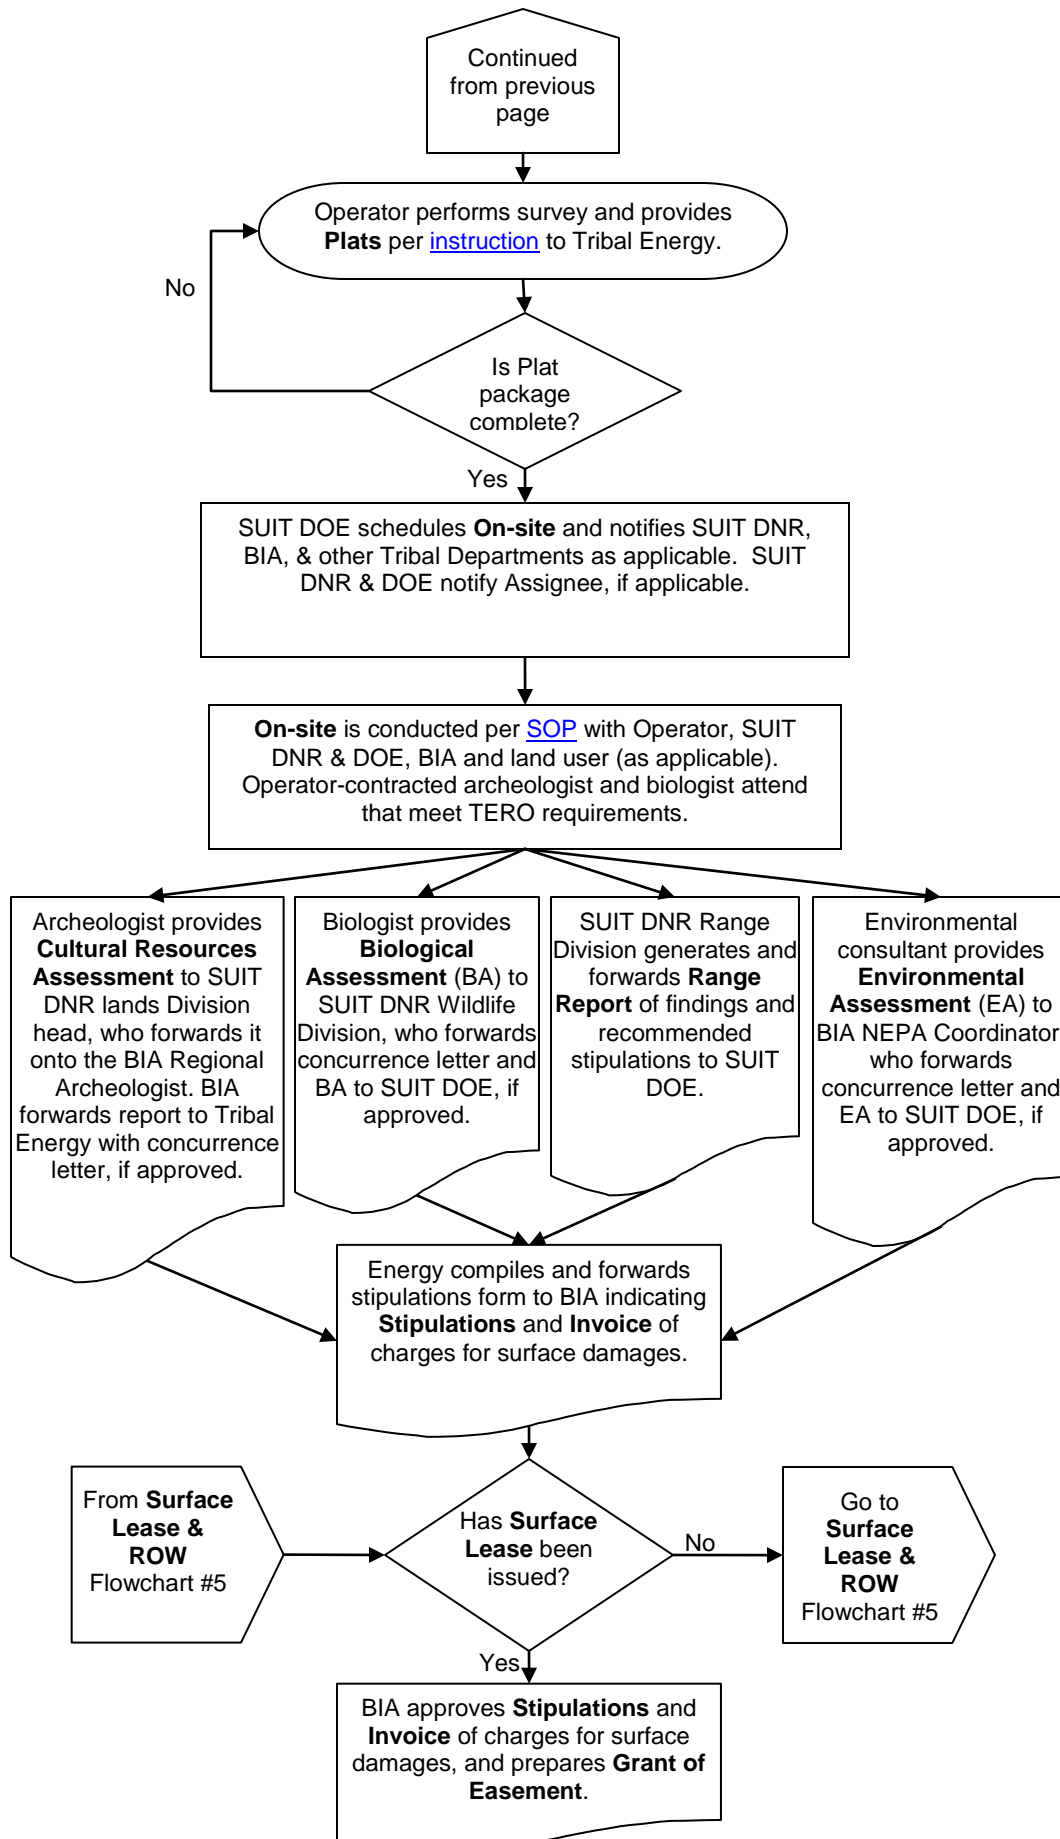 Continued
from previous
page
Operator performs survey and provides
Plats per instruction to Tribal Energy.
No
Is Plat
package
complete?
Yes
SUIT DOE schedules On-site and notifies SUIT DNR,
BIA, & other Tribal Departments as applicable.  SUIT
DNR & DOE notify Assignee, if applicable.
On-site is conducted per SOP with Operator, SUIT
DNR & DOE, BIA and land user (as applicable).
Operator-contracted archeologist and biologist attend
that meet TERO requirements.
Archeologist provides
Cultural Resources
Assessment to SUIT
DNR lands Division
head, who forwards it
onto the BIA Regional
Archeologist. BIA
forwards report to Tribal
Energy with concurrence
letter, if approved.
Biologist provides
Biological
Assessment (BA) to
SUIT DNR Wildlife
Division, who forwards
concurrence letter and
BA to SUIT DOE, if
approved.
SUIT DNR Range
Division generates and
forwards Range
Report of findings and
recommended
stipulations to SUIT
DOE.
Environmental
consultant provides
Environmental
Assessment (EA) to
BIA NEPA Coordinator
who forwards
concurrence letter and
EA to SUIT DOE, if
approved.
Energy compiles and forwards
stipulations form to BIA indicating
Stipulations and Invoice of
charges for surface damages.
From Surface
Lease &
ROW
Flowchart #5
Has Surface
Lease been
issued?
No
Go to
Surface
Lease &
ROW
Flowchart #5
Yes
BIA approves Stipulations and
Invoice of charges for surface
damages, and prepares Grant of
Easement.